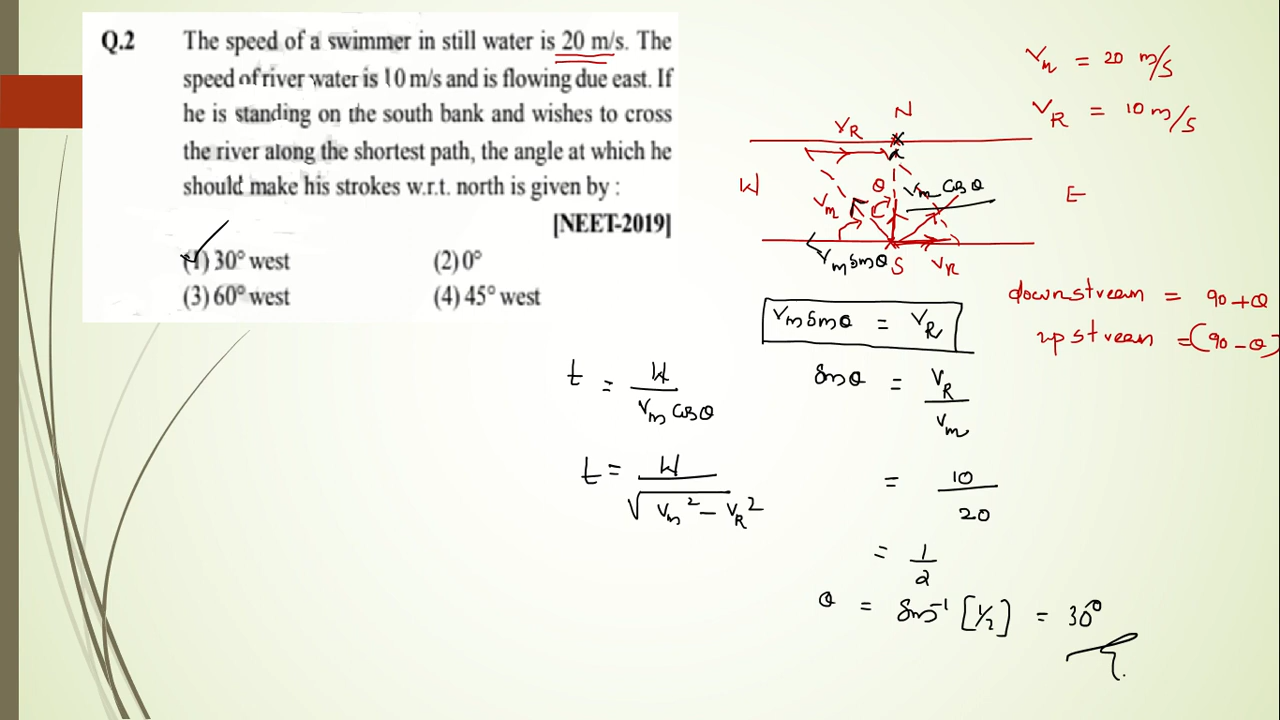 Q.2 The speed of a swimmer in still water is 20 m/s. The
speed of river water is 10 m/s and is flowing due east. If
he is standing on the south bank and wishes to cross
the river along the shortest path, the angle at which he
should make his strokes w.r.t. north is given by :
[NEET-2019]
(1) 30° west (2) 0°
(3) 60° west (4) 45° west
Vm = 20 m/s
VR = 10 m/s
N
VR
W
E
θ
Vm
Vm cosθ
Vm sinθ
S
VR
downstream = 90+θ
upstream = (90-θ)
Vm sinθ = VR
t = W / Vm cosθ
sinθ = VR / Vm
t = W / √Vm² - VR²
= 10 / 20
= 1 / 2
θ = sin⁻¹ [1/2] = 30°